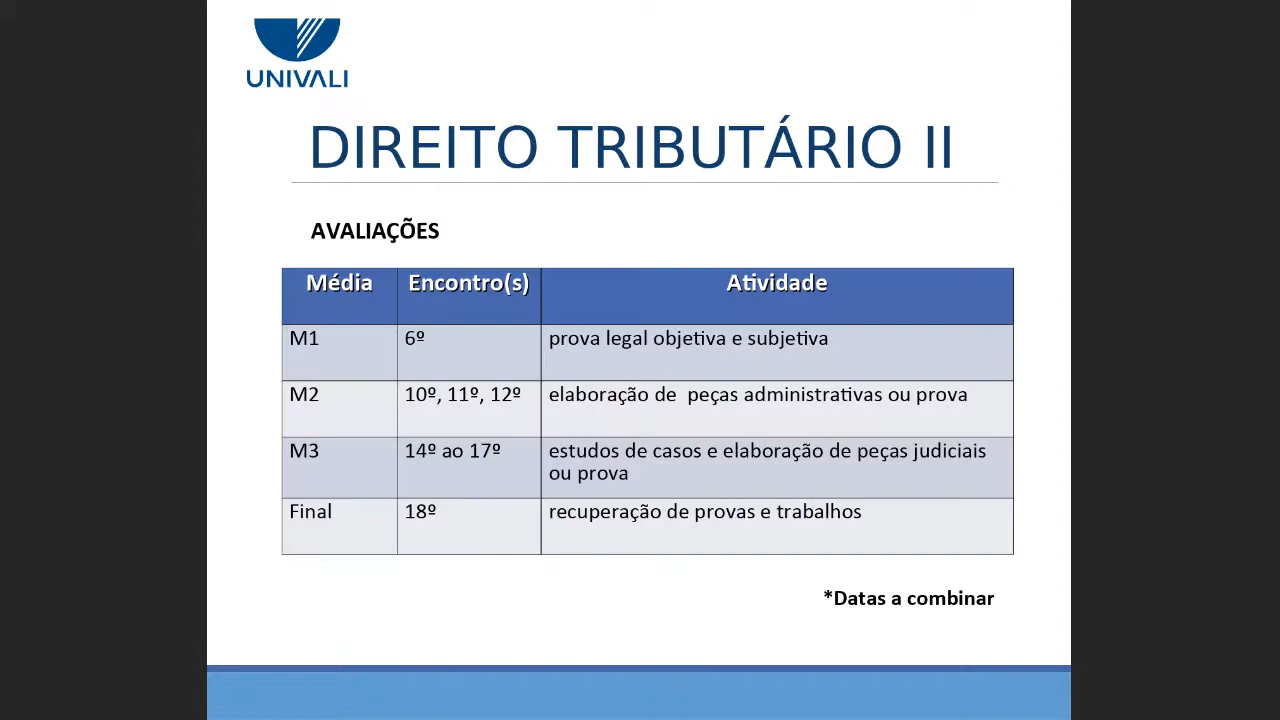 UNIVALI
DIREITO TRIBUTÁRIO II
AVALIAÇÕES
Média Encontro(s) Atividade
M1 6º prova legal objetiva e subjetiva
M2 10º, 11º, 12º elaboração de  peças administrativas ou prova
M3 14º ao 17º estudos de casos e elaboração de peças judiciais
ou prova
Final 18º recuperação de provas e trabalhos
*Datas a combinar